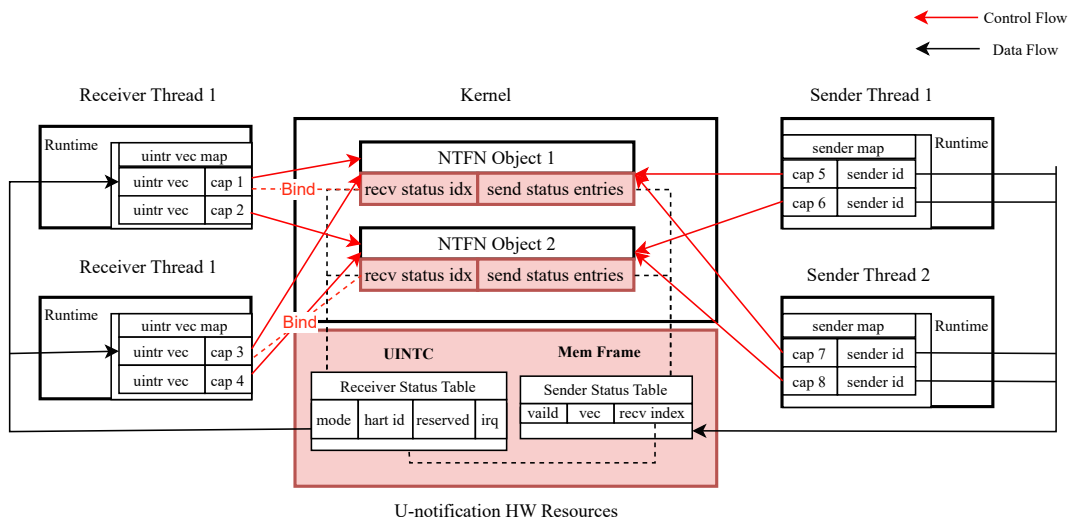 Control Flow
Data Flow
Receiver Thread 1
Kernel
Sender Thread 1
Runtime
uintr vec map
uintr vec
cap 1
uintr vec
cap 2
Bind
NTFN Object 1
recv status idx
send status entries
NTFN Object 2
recv status idx
send status entries
sender map
cap 5
sender id
cap 6
sender id
Runtime
Receiver Thread 1
Sender Thread 2
Runtime
uintr vec map
uintr vec
cap 3
uintr vec
cap 4
Bind
UINTC
Mem Frame
Receiver Status Table
mode
hart id
reserved
irq
Sender Status Table
vaild
vec
recv index
sender map
cap 7
sender id
cap 8
sender id
Runtime
U-notification HW Resources